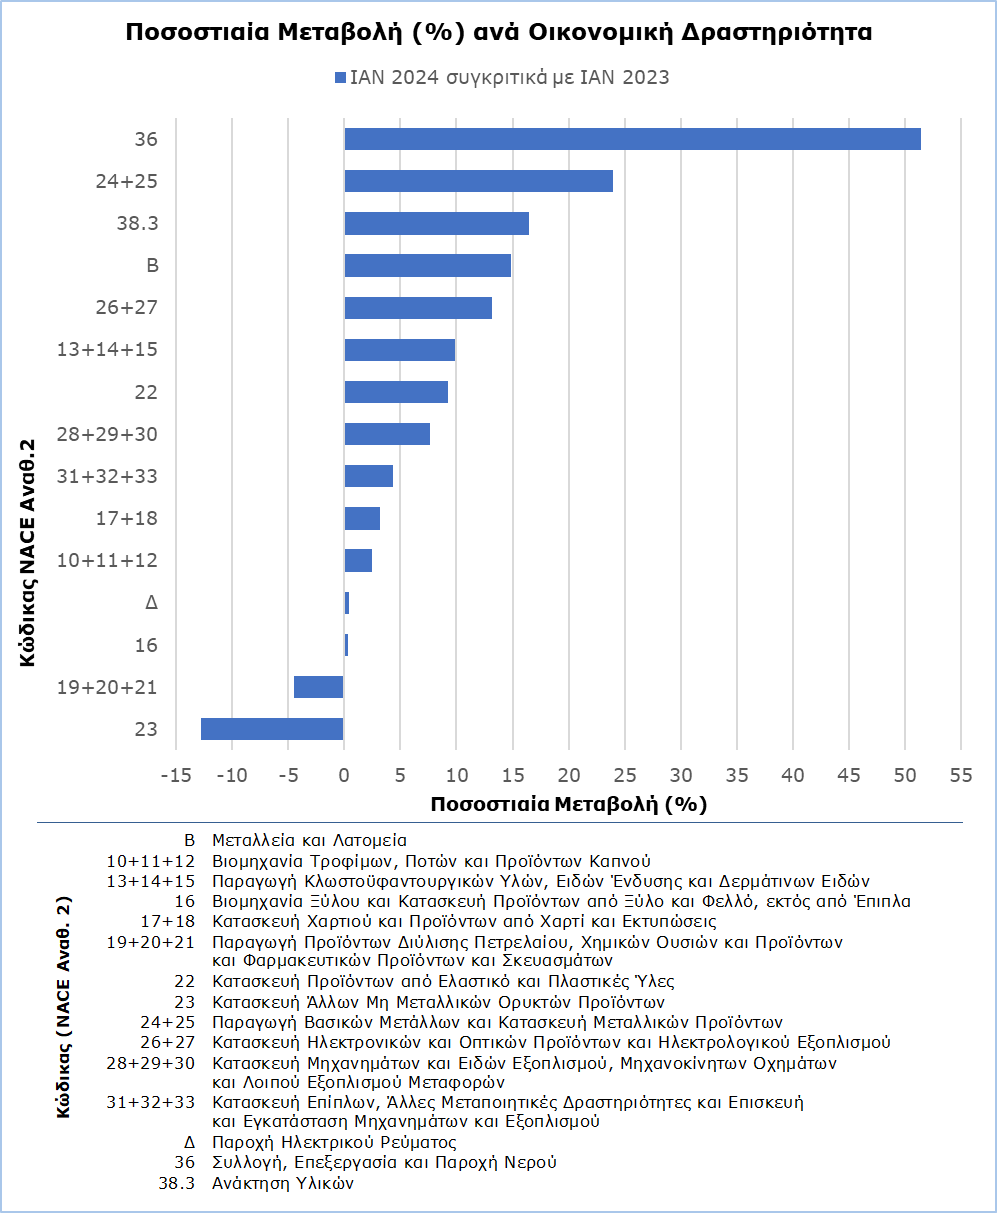 Ποσοστιαία Μεταβολή (%) ανά Οικονομική Δραστηριότητα
ΙΑΝ 2024 συγκριτικά με ΙΑΝ 2023
Κώδικας NACE Αναθ.2
36
24+25
38.3
Β
26+27
13+14+15
22
28+29+30
31+32+33
17+18
10+11+12
Δ
16
19+20+21
23
-15 -10 -5 0 5 10 15 20 25 30 35 40 45 50 55
Ποσοστιαία Μεταβολή (%)
Κώδικας (NACE Αναθ. 2)
Β Μεταλλεία και Λατομεία
10+11+12 Βιομηχανία Τροφίμων, Ποτών και Προϊόντων Καπνού
13+14+15 Παραγωγή Κλωστοϋφαντουργικών Υλών, Ειδών Ένδυσης και Δερμάτινων Ειδών
16 Βιομηχανία Ξύλου και Κατασκευή Προϊόντων από Ξύλο και Φελλό, εκτός από Έπιπλα
17+18 Κατασκευή Χαρτιού και Προϊόντων από Χαρτί και Εκτυπώσεις
19+20+21 Παραγωγή Προϊόντων Διύλισης Πετρελαίου, Χημικών Ουσιών και Προϊόντων
και Φαρμακευτικών Προϊόντων και Σκευασμάτων
22 Κατασκευή Προϊόντων από Ελαστικό και Πλαστικές Ύλες
23 Κατασκευή Άλλων Μη Μεταλλικών Ορυκτών Προϊόντων
24+25 Παραγωγή Βασικών Μετάλλων και Κατασκευή Μεταλλικών Προϊόντων
26+27 Κατασκευή Ηλεκτρονικών και Οπτικών Προϊόντων και Ηλεκτρολογικού Εξοπλισμού
28+29+30 Κατασκευή Μηχανημάτων και Ειδών Εξοπλισμού, Μηχανοκίνητων Οχημάτων
και Λοιπού Εξοπλισμού Μεταφορών
31+32+33 Κατασκευή Επίπλων, Άλλες Μεταποιητικές Δραστηριότητες και Επισκευή
και Εγκατάσταση Μηχανημάτων και Εξοπλισμού
Δ Παροχή Ηλεκτρικού Ρεύματος
36 Συλλογή, Επεξεργασία και Παροχή Νερού
38.3 Ανάκτηση Υλικών